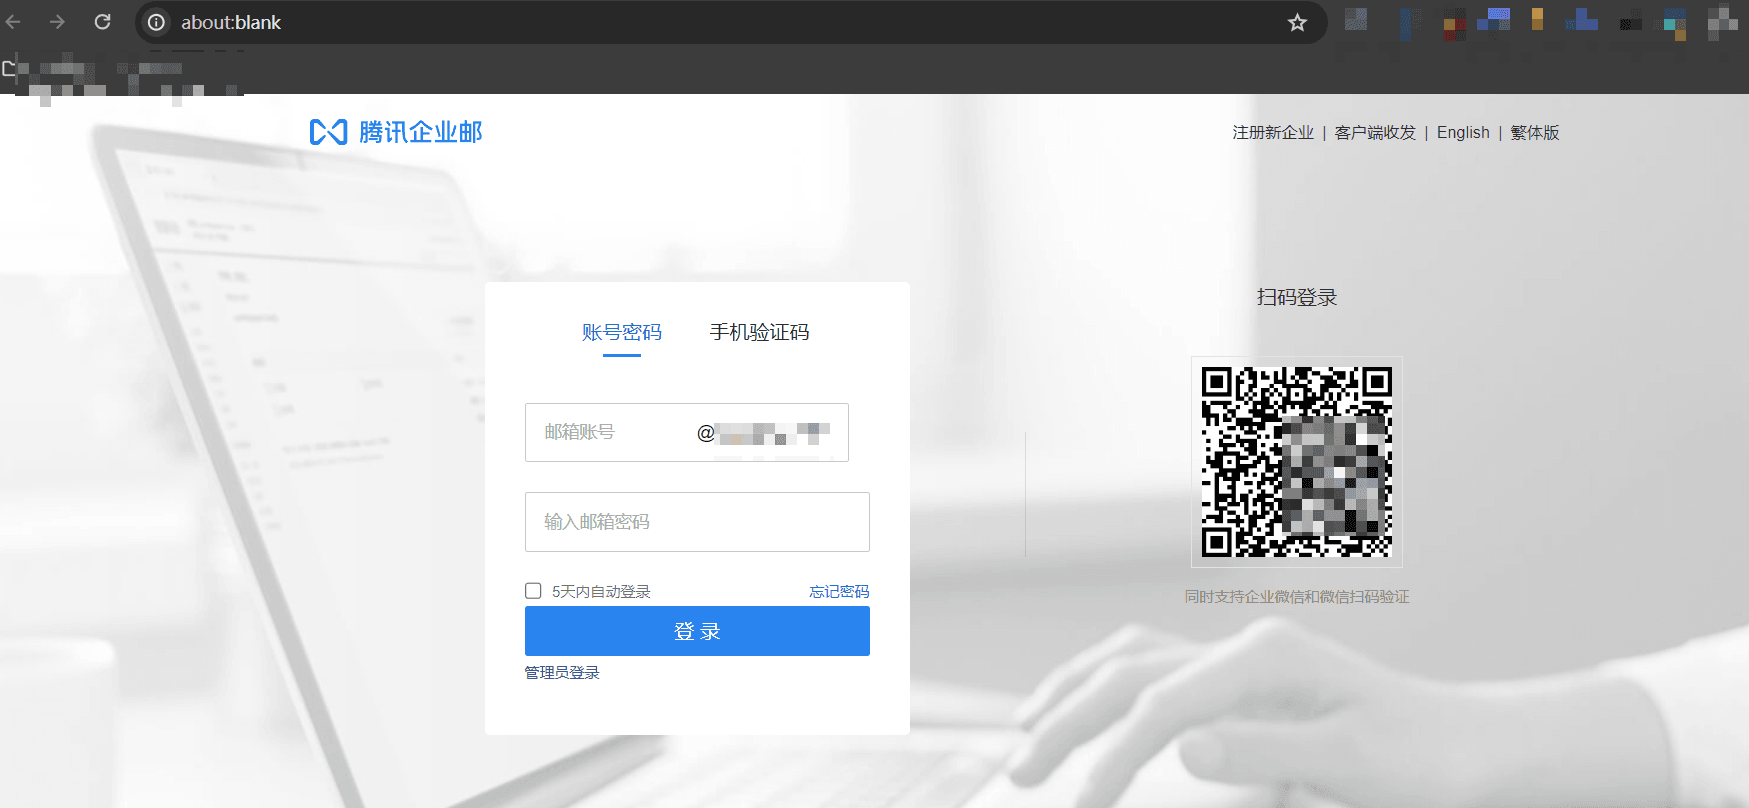 about:blank
腾讯企业邮
注册新企业 | 客户端收发 | English | 繁体版
账号密码 手机验证码
邮箱账号 @
输入邮箱密码
5天内自动登录 忘记密码
登 录
管理员登录
扫码登录
同时支持企业微信和微信扫码验证